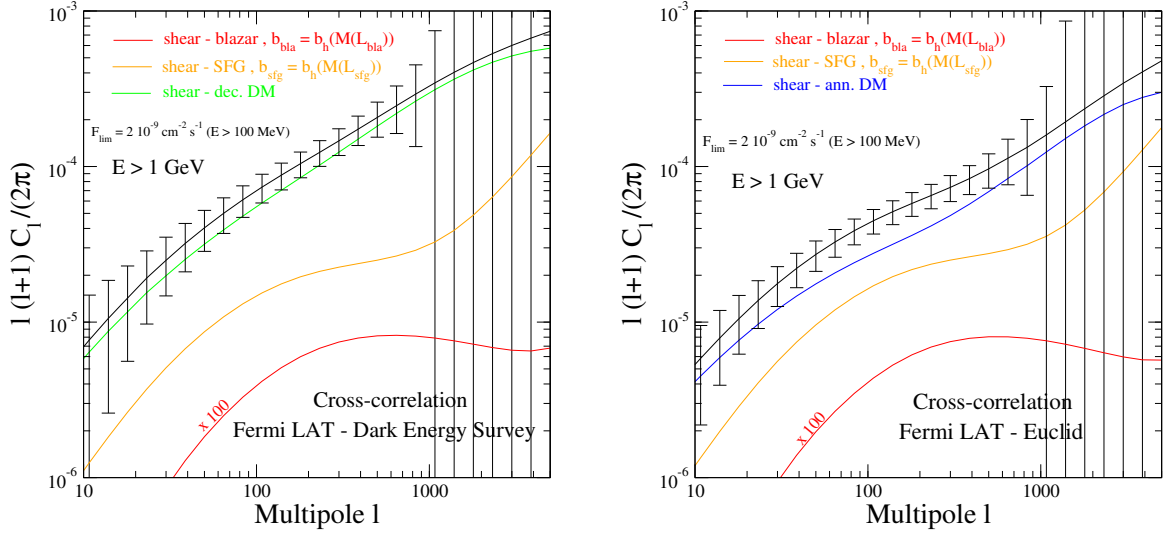 10^-3
shear - blazar , b_bla = b_h(M(L_bla))
shear - SFG , b_sfg = b_h(M(L_sfg))
shear - dec. DM
F_lim = 2 10^-9 cm^-2 s^-1 (E > 100 MeV)
E > 1 GeV
10^-4
l (l+1) C_l /(2π)
10^-5
x 100
Cross-correlation
Fermi LAT - Dark Energy Survey
10^-6
10 100 1000
Multipole l
10^-3
shear - blazar , b_bla = b_h(M(L_bla))
shear - SFG , b_sfg = b_h(M(L_sfg))
shear - ann. DM
F_lim = 2 10^-9 cm^-2 s^-1 (E > 100 MeV)
E > 1 GeV
10^-4
l (l+1) C_l /(2π)
10^-5
x 100
Cross-correlation
Fermi LAT - Euclid
10^-6
10 100 1000
Multipole l